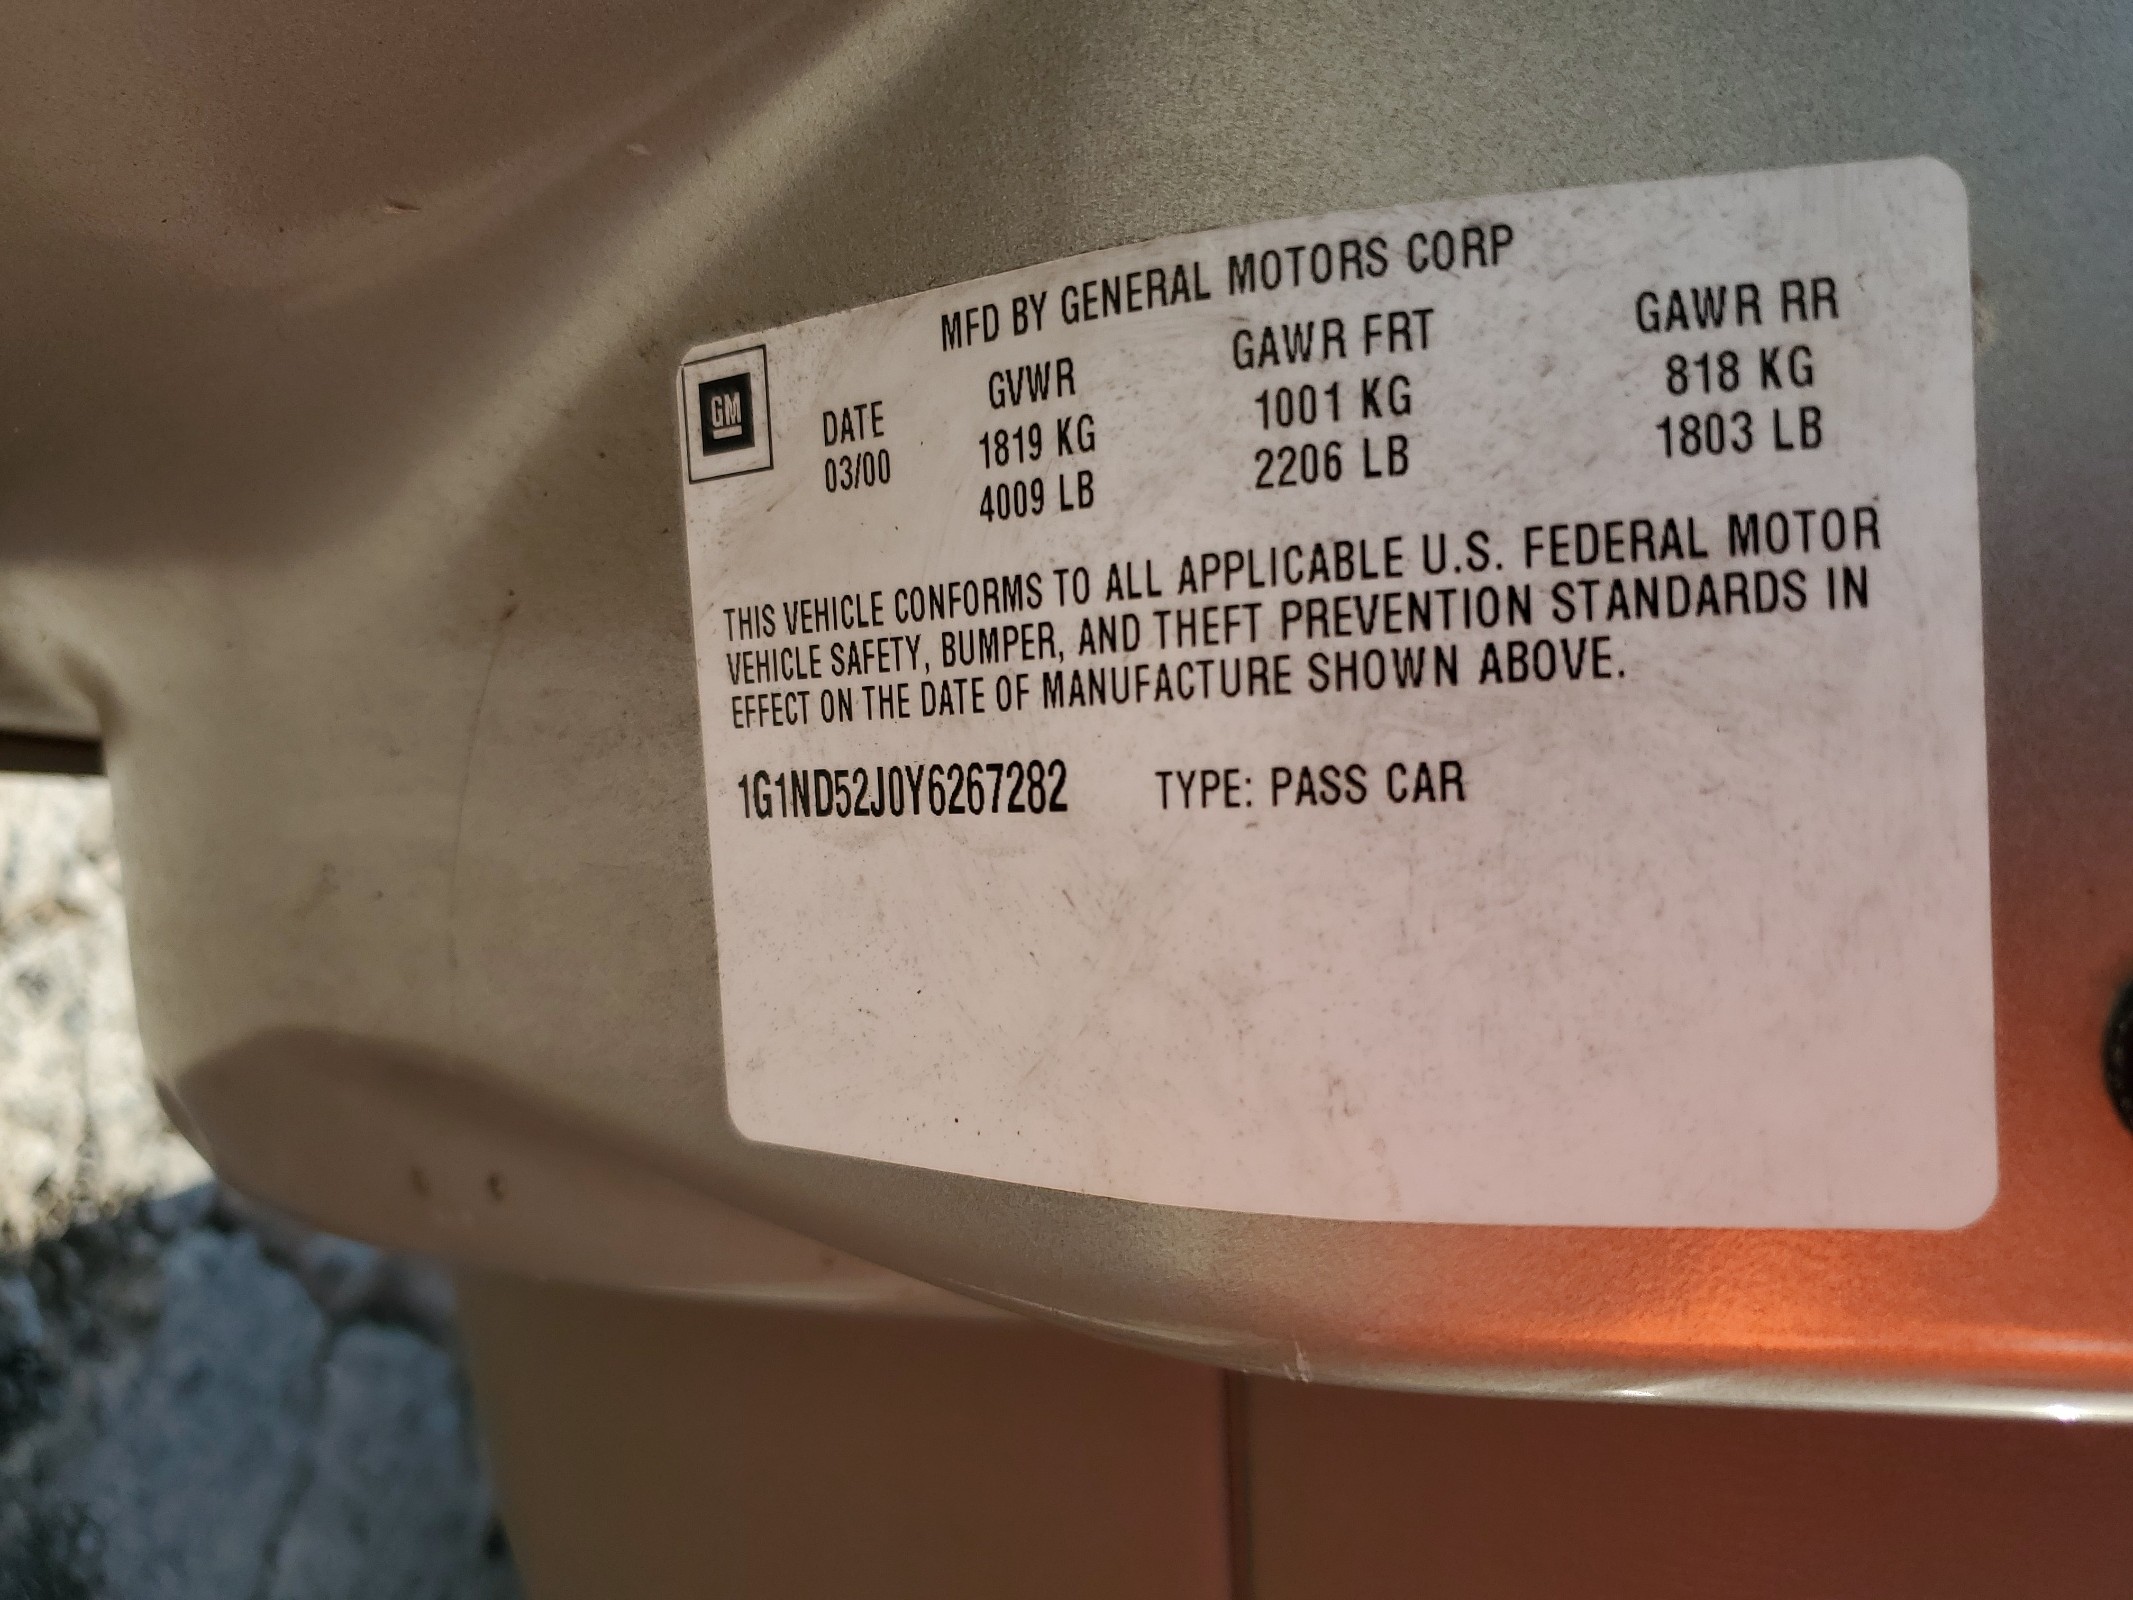 MFD BY GENERAL MOTORS CORP
GM
DATE GVWR GAWR FRT GAWR RR
03/00 1819 KG 1001 KG 818 KG
4009 LB 2206 LB 1803 LB
THIS VEHICLE CONFORMS TO ALL APPLICABLE U.S. FEDERAL MOTOR
VEHICLE SAFETY, BUMPER, AND THEFT PREVENTION STANDARDS IN
EFFECT ON THE DATE OF MANUFACTURE SHOWN ABOVE.
1G1ND52J0Y6267282 TYPE: PASS CAR